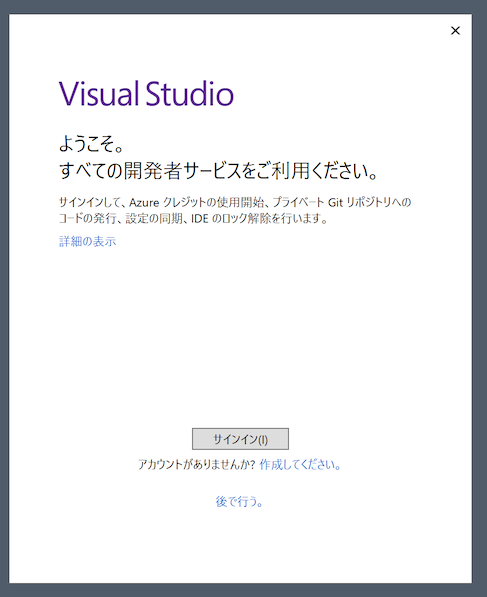 Visual Studio
ようこそ。
すべての開発者サービスをご利用ください。
サインインして、Azure クレジットの使用開始、プライベート Git リポジトリへの
コードの発行、設定の同期、IDE のロック解除を行います。
詳細の表示
サインイン(I)
アカウントがありませんか? 作成してください。
後で行う。